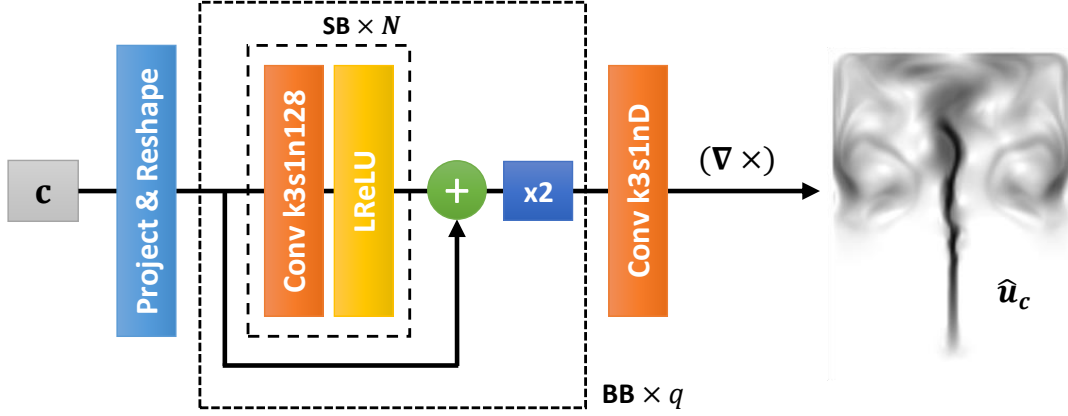 c
Project & Reshape
SB × N
Conv k3s1n128
LReLU
+
x2
BB × q
Conv k3s1nD
(∇ ×)
û_c